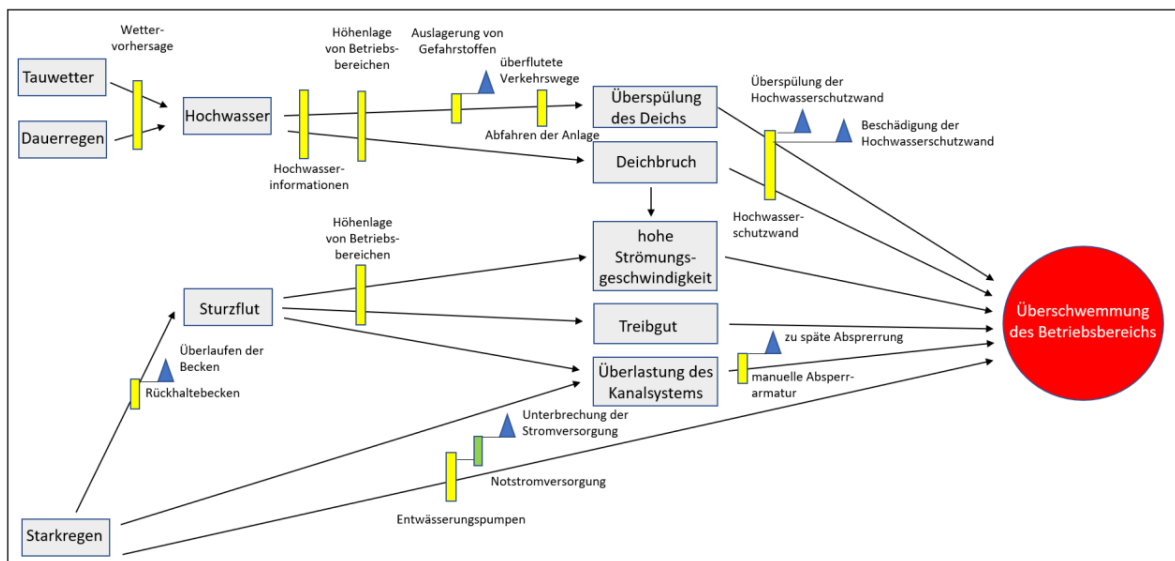 Wetter-
vorhersage
Tauwetter
Dauerregen
Hochwasser
Höhenlage
von Betriebs-
bereichen
Hochwasser-
informationen
Auslagerung von
Gefahrstoffen
überflutete
Verkehrswege
Abfahren der Anlage
Überspülung
des Deichs
Deichbruch
Überspülung der
Hochwasserschutzwand
Beschädigung der
Hochwasserschutzwand
Hochwasser-
schutzwand
Höhenlage
von Betriebs-
bereichen
hohe
Strömungs-
geschwindigkeit
Sturzflut
Treibgut
Überschwemmung
des Betriebsbereichs
Überlaufen der
Becken
Rückhaltebecken
Überlastung des
Kanalsystems
zu späte Absprerrung
manuelle Absperr-
armatur
Unterbrechung der
Stromversorgung
Notstromversorgung
Entwässerungspumpen
Starkregen